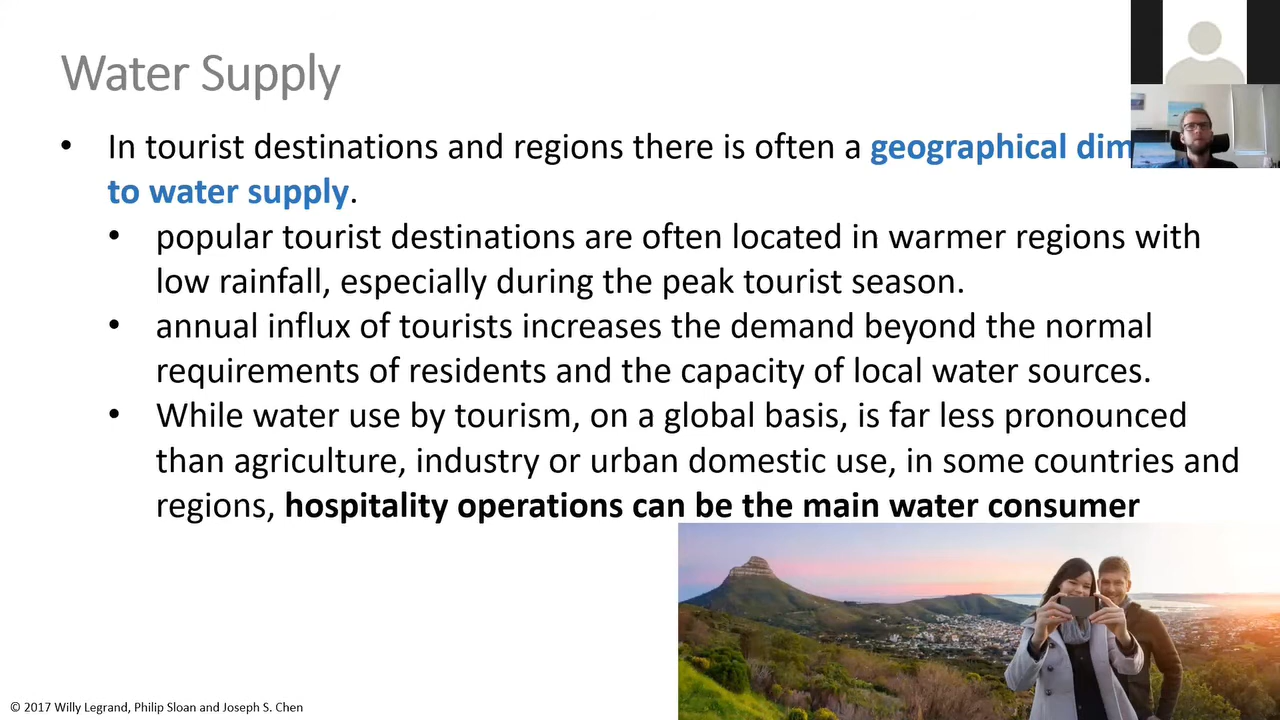 Water Supply
• In tourist destinations and regions there is often a geographical dim
to water supply.
• popular tourist destinations are often located in warmer regions with
low rainfall, especially during the peak tourist season.
• annual influx of tourists increases the demand beyond the normal
requirements of residents and the capacity of local water sources.
• While water use by tourism, on a global basis, is far less pronounced
than agriculture, industry or urban domestic use, in some countries and
regions, hospitality operations can be the main water consumer
© 2017 Willy Legrand, Philip Sloan and Joseph S. Chen